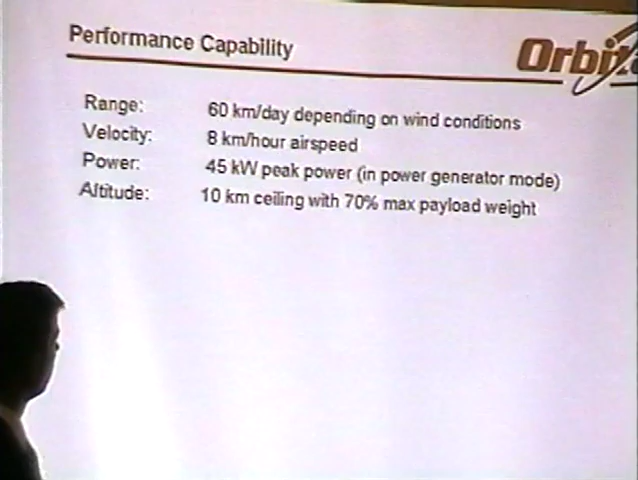 Performance Capability
Range: 60 km/day depending on wind conditions
Velocity: 8 km/hour airspeed
Power: 45 kW peak power (in power generator mode)
Altitude: 10 km ceiling with 70% max payload weight